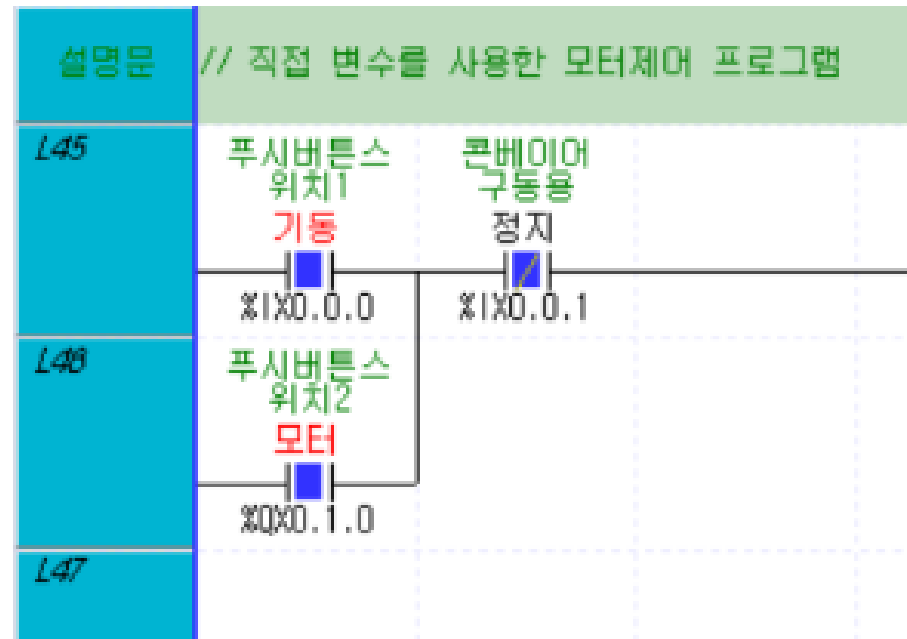 설명문 // 직접 변수를 사용한 모터제어 프로그램
L45
푸시버튼스
위치1
기동
%IX0.0.0
콘베이어
구동용
정지
%IX0.0.1
L48
푸시버튼스
위치2
모터
%QX0.1.0
L47